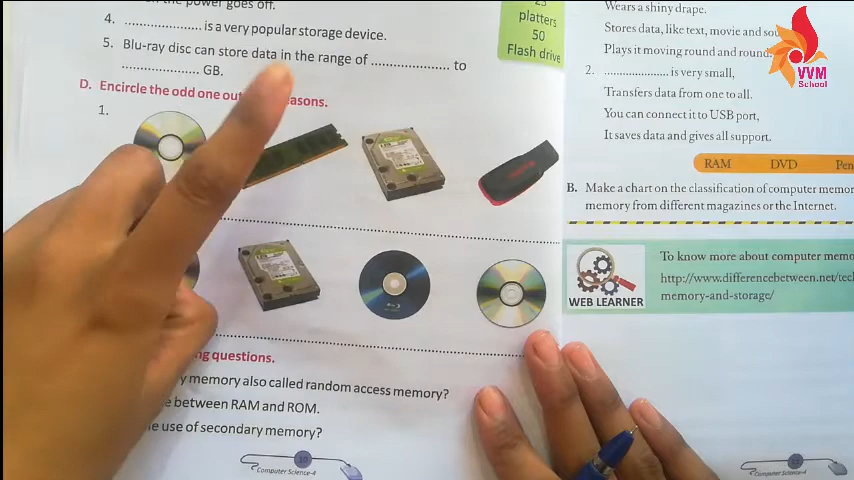 the power goes off.
4. .................... is a very popular storage device.
5. Blu-ray disc can store data in the range of .................... to
.................... GB.
D. Encircle the odd one out reasons.
1.
ng questions.
y memory also called random access memory?
e between RAM and ROM.
e use of secondary memory?
10
Computer Science-4
platters
50
Flash drive
Wears a shiny drape.
Stores data, like text, movie and sou
Plays it moving round and round
2. .................... is very small,
Transfers data from one to all.
You can connect it to USB port,
It saves data and gives all support.
RAM DVD Pen
B. Make a chart on the classification of computer memor
memory from different magazines or the Internet.
WEB LEARNER
To know more about computer memo
http://www.differencebetween.net/tec
memory-and-storage/
Computer Science-4
VVM
School